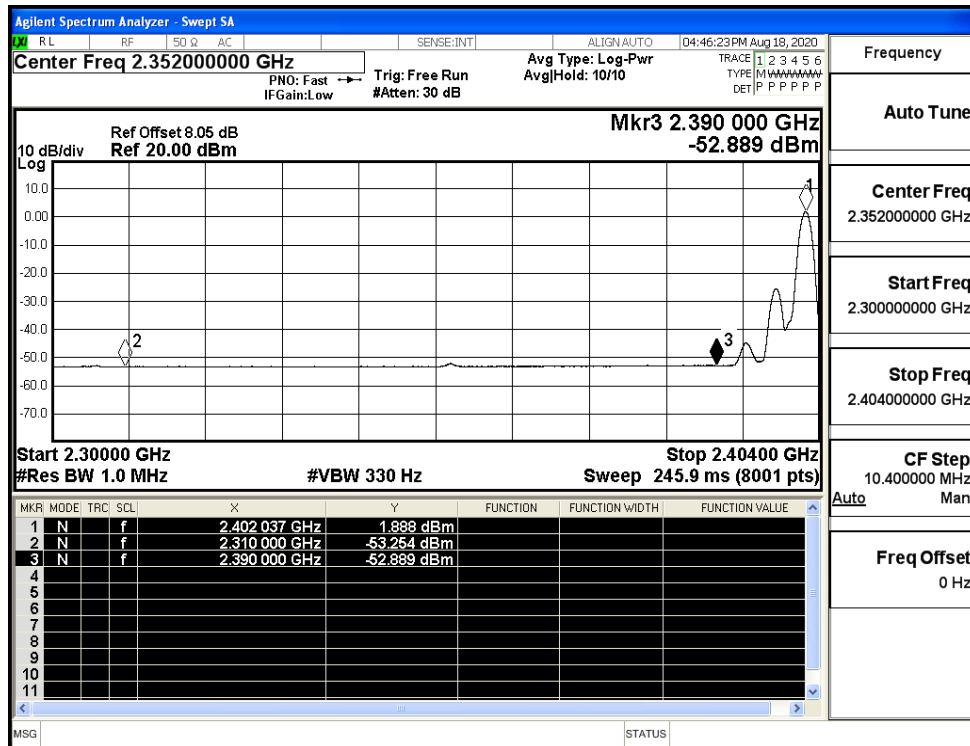 Agilent Spectrum Analyzer - Swept SA
LXI RL RF 50 Ω AC SENSE:INT ALIGN AUTO 04:46:23 PM Aug 18, 2020
Center Freq 2.352000000 GHz
PNO: Fast
IFGain:Low
Trig: Free Run
#Atten: 30 dB
Avg Type: Log-Pwr
Avg|Hold: 10/10
TRACE 1 2 3 4 5 6
TYPE M WWWWW
DET P P P P P P
Ref Offset 8.05 dB
10 dB/div Ref 20.00 dBm
Log
Mkr3 2.390 000 GHz
-52.889 dBm
10.0
0.00
-10.0
-20.0
-30.0
-40.0
-50.0
-60.0
-70.0
1
2
3
Start 2.30000 GHz Stop 2.40400 GHz
#Res BW 1.0 MHz #VBW 330 Hz Sweep 245.9 ms (8001 pts)
MKR MODE TRC SCL X Y FUNCTION FUNCTION WIDTH FUNCTION VALUE
1 N f 2.402 037 GHz 1.888 dBm
2 N f 2.310 000 GHz -53.254 dBm
3 N f 2.390 000 GHz -52.889 dBm
4
5
6
7
8
9
10
11
MSG STATUS
Frequency
Auto Tune
Center Freq
2.352000000 GHz
Start Freq
2.300000000 GHz
Stop Freq
2.404000000 GHz
CF Step
10.400000 MHz
Auto Man
Freq Offset
0 Hz